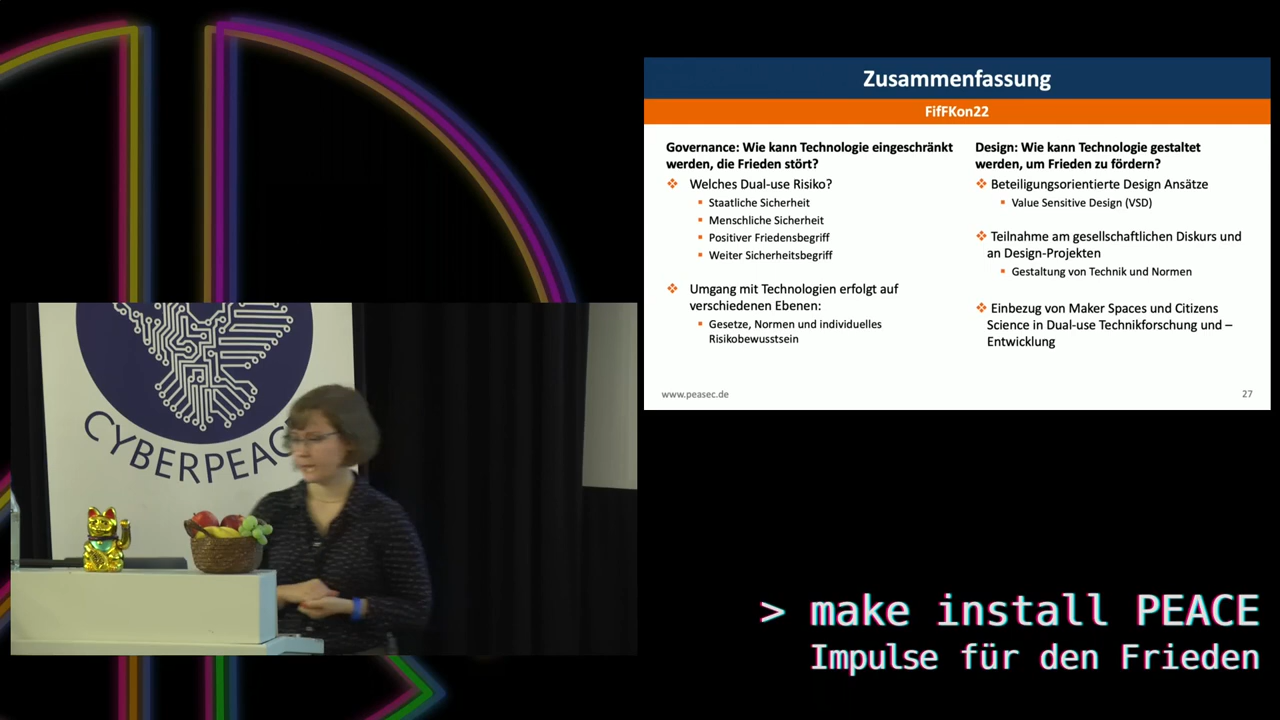 Zusammenfassung
FifFKon22
Governance: Wie kann Technologie eingeschränkt
werden, die Frieden stört?
Welches Dual-use Risiko?
Staatliche Sicherheit
Menschliche Sicherheit
Positiver Friedensbegriff
Weiter Sicherheitsbegriff
Umgang mit Technologien erfolgt auf
verschiedenen Ebenen:
Gesetze, Normen und individuelles
Risikobewusstsein
Design: Wie kann Technologie gestaltet
werden, um Frieden zu fördern?
Beteiligungsorientierte Design Ansätze
Value Sensitive Design (VSD)
Teilnahme am gesellschaftlichen Diskurs und
an Design-Projekten
Gestaltung von Technik und Normen
Einbezug von Maker Spaces und Citizens
Science in Dual-use Technikforschung und –
Entwicklung
www.peasec.de
27
CYBERPEAC
> make install PEACE
Impulse für den Frieden